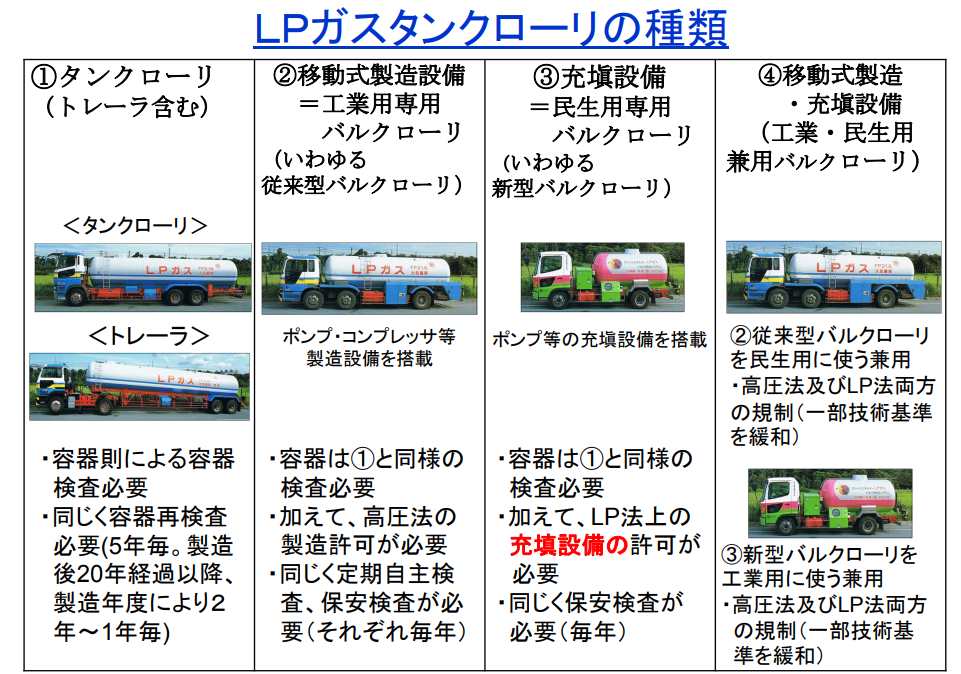 LPガスタンクローリの種類
①タンクローリ
（トレーラ含む）
＜タンクローリ＞
LPガス
＜トレーラ＞
LPガス
・容器則による容器
検査必要
・同じく容器再検査
必要(5年毎。製造
後20年経過以降、
製造年度により２
年～1年毎)
②移動式製造設備
＝工業用専用
バルクローリ
（いわゆる
従来型バルクローリ）
LPガス
ポンプ・コンプレッサ等
製造設備を搭載
・容器は①と同様の
検査必要
・加えて、高圧法の
製造許可が必要
・同じく定期自主検
査、保安検査が必
要（それぞれ毎年）
③充塡設備
＝民生用専用
バルクローリ
（いわゆる
新型バルクローリ）
ポンプ等の充塡設備を搭載
・容器は①と同様の
検査必要
・加えて、LP法上の
充填設備の許可が
必要
・同じく保安検査が
必要（毎年）
④移動式製造
・充塡設備
（工業・民生用
兼用バルクローリ）
LPガス
②従来型バルクローリ
を民生用に使う兼用
・高圧法及びLP法両方
の規制（一部技術基準
を緩和）
③新型バルクローリを
工業用に使う兼用
・高圧法及びLP法両方
の規制（一部技術基
準を緩和）